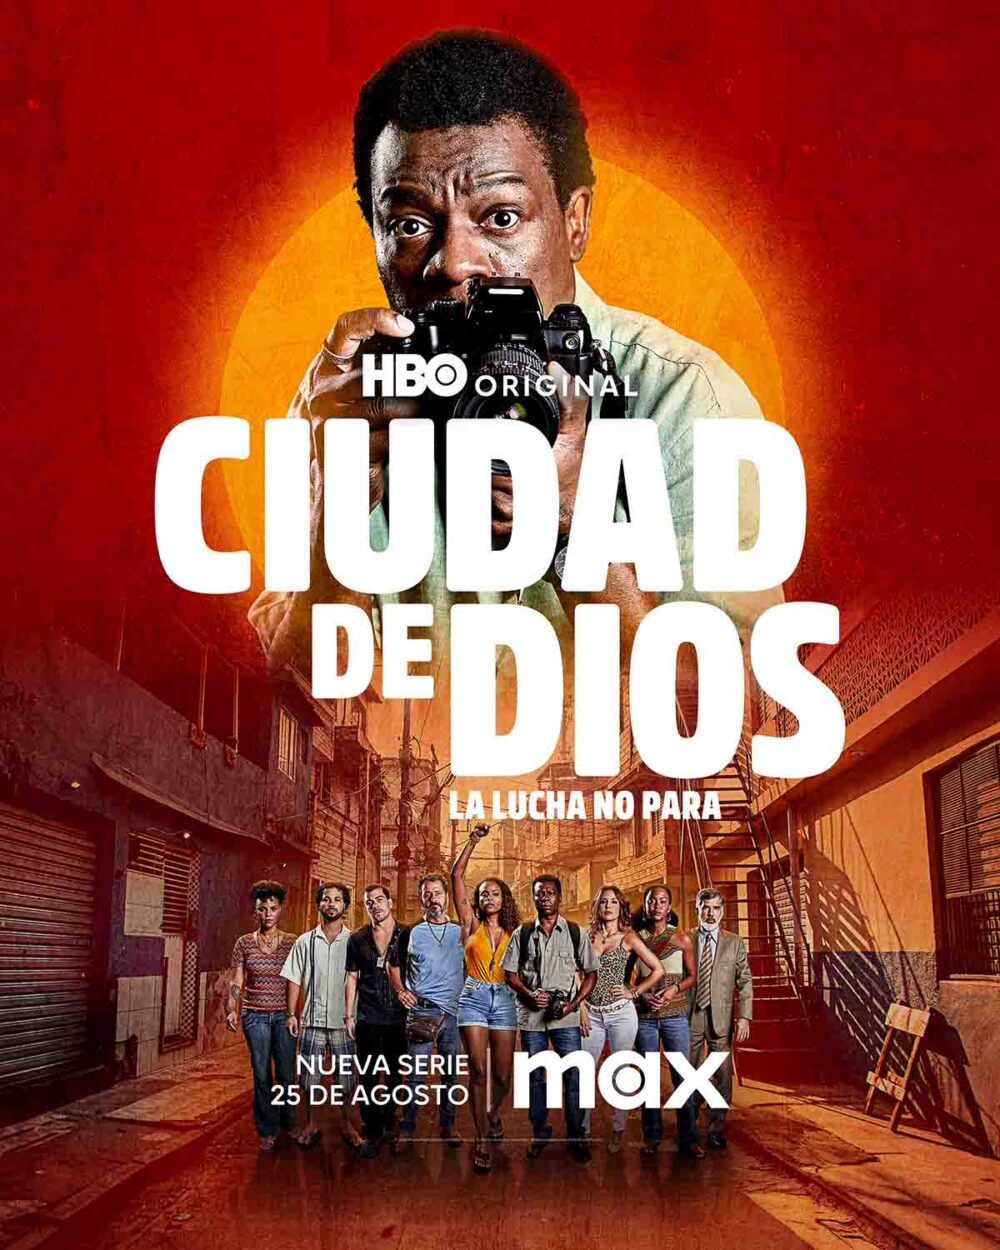 HBO ORIGINAL
CIUDAD
DE DIOS
LA LUCHA NO PARA
NUEVA SERIE
25 DE AGOSTO
max